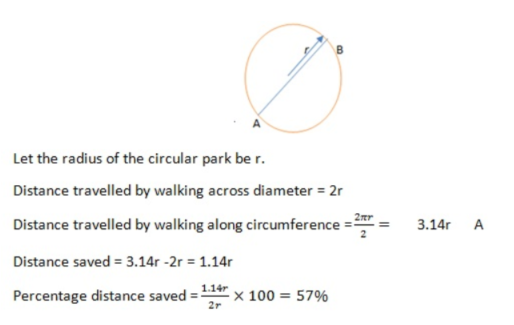 r
B
A
Let the radius of the circular park be r.
Distance travelled by walking across diameter = 2r
Distance travelled by walking along circumference = 2πr/2 = 3.14r A
Distance saved = 3.14r -2r = 1.14r
Percentage distance saved = 1.14r/2r × 100 = 57%